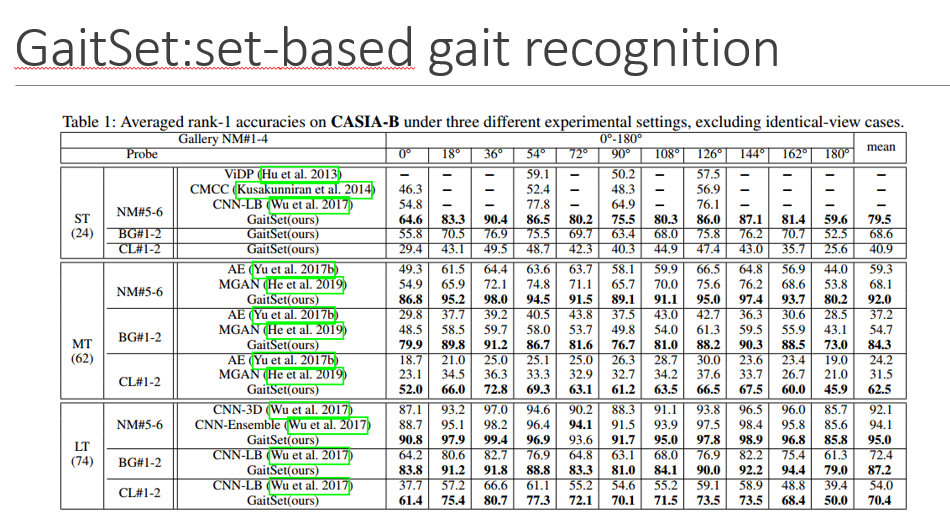 GaitSet:set-based gait recognition
Table 1: Averaged rank-1 accuracies on CASIA-B under three different experimental settings, excluding identical-view cases.
Gallery NM#1-4 0°-180° mean
Probe 0° 18° 36° 54° 72° 90° 108° 126° 144° 162° 180°
ST (24) NM#5-6 ViDP (Hu et al. 2013) – – – 59.1 – 50.2 – 57.5 – – – –
CMCC (Kusakunniran et al. 2014) 46.3 – – 52.4 – 48.3 – 56.9 – – – –
CNN-LB (Wu et al. 2017) 54.8 – – 77.8 – 64.9 – 76.1 – – – –
GaitSet(ours) 64.6 83.3 90.4 86.5 80.2 75.5 80.3 86.0 87.1 81.4 59.6 79.5
BG#1-2 GaitSet(ours) 55.8 70.5 76.9 75.5 69.7 63.4 68.0 75.8 76.2 70.7 52.5 68.6
CL#1-2 GaitSet(ours) 29.4 43.1 49.5 48.7 42.3 40.3 44.9 47.4 43.0 35.7 25.6 40.9
MT (62) NM#5-6 AE (Yu et al. 2017b) 49.3 61.5 64.4 63.6 63.7 58.1 59.9 66.5 64.8 56.9 44.0 59.3
MGAN (He et al. 2019) 54.9 65.9 72.1 74.8 71.1 65.7 70.0 75.6 76.2 68.6 53.8 68.1
GaitSet(ours) 86.8 95.2 98.0 94.5 91.5 89.1 91.1 95.0 97.4 93.7 80.2 92.0
BG#1-2 AE (Yu et al. 2017b) 29.8 37.7 39.2 40.5 43.8 37.5 43.0 42.7 36.3 30.6 28.5 37.2
MGAN (He et al. 2019) 48.5 58.5 59.7 58.0 53.7 49.8 54.0 61.3 59.5 55.9 43.1 54.7
GaitSet(ours) 79.9 89.8 91.2 86.7 81.6 76.7 81.0 88.2 90.3 88.5 73.0 84.3
CL#1-2 AE (Yu et al. 2017b) 18.7 21.0 25.0 25.1 25.0 26.3 28.7 30.0 23.6 23.4 19.0 24.2
MGAN (He et al. 2019) 23.1 34.5 36.3 33.3 32.9 32.7 34.2 37.6 33.7 26.7 21.0 31.5
GaitSet(ours) 52.0 66.0 72.8 69.3 63.1 61.2 63.5 66.5 67.5 60.0 45.9 62.5
LT (74) NM#5-6 CNN-3D (Wu et al. 2017) 87.1 93.2 97.0 94.6 90.2 88.3 91.1 93.8 96.5 96.0 85.7 92.1
CNN-Ensemble (Wu et al. 2017) 88.7 95.1 98.2 96.4 94.1 91.5 93.9 97.5 98.4 95.8 85.6 94.1
GaitSet(ours) 90.8 97.9 99.4 96.9 93.6 91.7 95.0 97.8 98.9 96.8 85.8 95.0
BG#1-2 CNN-LB (Wu et al. 2017) 64.2 80.6 82.7 76.9 64.8 63.1 68.0 76.9 82.2 75.4 61.3 72.4
GaitSet(ours) 83.8 91.2 91.8 88.8 83.3 81.0 84.1 90.0 92.2 94.4 79.0 87.2
CL#1-2 CNN-LB (Wu et al. 2017) 37.7 57.2 66.6 61.1 55.2 54.6 55.2 59.1 58.9 48.8 39.4 54.0
GaitSet(ours) 61.4 75.4 80.7 77.3 72.1 70.1 71.5 73.5 73.5 68.4 50.0 70.4